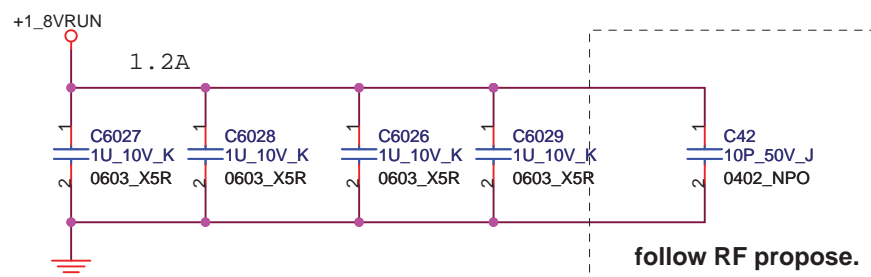 +1_8VRUN
1.2A
1
C6027
1U_10V_K
2
0603_X5R
1
C6028
1U_10V_K
2
0603_X5R
1
C6026
1U_10V_K
2
0603_X5R
1
C6029
1U_10V_K
2
0603_X5R
1
C42
10P_50V_J
2
0402_NPO
follow RF propose.